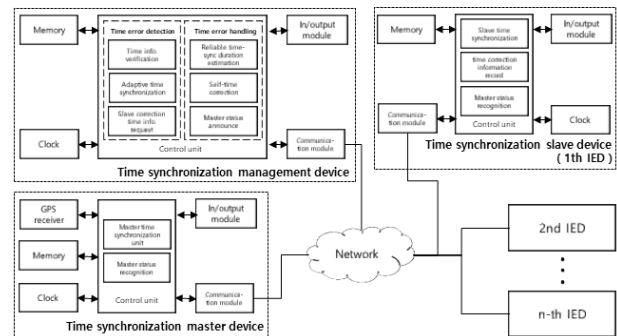 Memory
Time error detection
Time info
verification
Adaptive time
synchronization
Slave correction
time info.
request
Time error handling
Reliable time-
sync duration
estimation
Self-time
correction
Master status
announce
Control unit
In/output
module
Clock
Communica-
tion module
Time synchronization management device
Memory
Slave time
synchronization
time correction
information
record
Master status
recognition
Control unit
In/output
module
Communica-
tion module
Clock
Time synchronization slave device
( 1th IED )
GPS
receiver
Memory
Clock
Master time
synchronization
unit
Master status
recognition
Control unit
In/output
module
Communica-
tion module
Time synchronization master device
Network
2nd IED
n-th IED